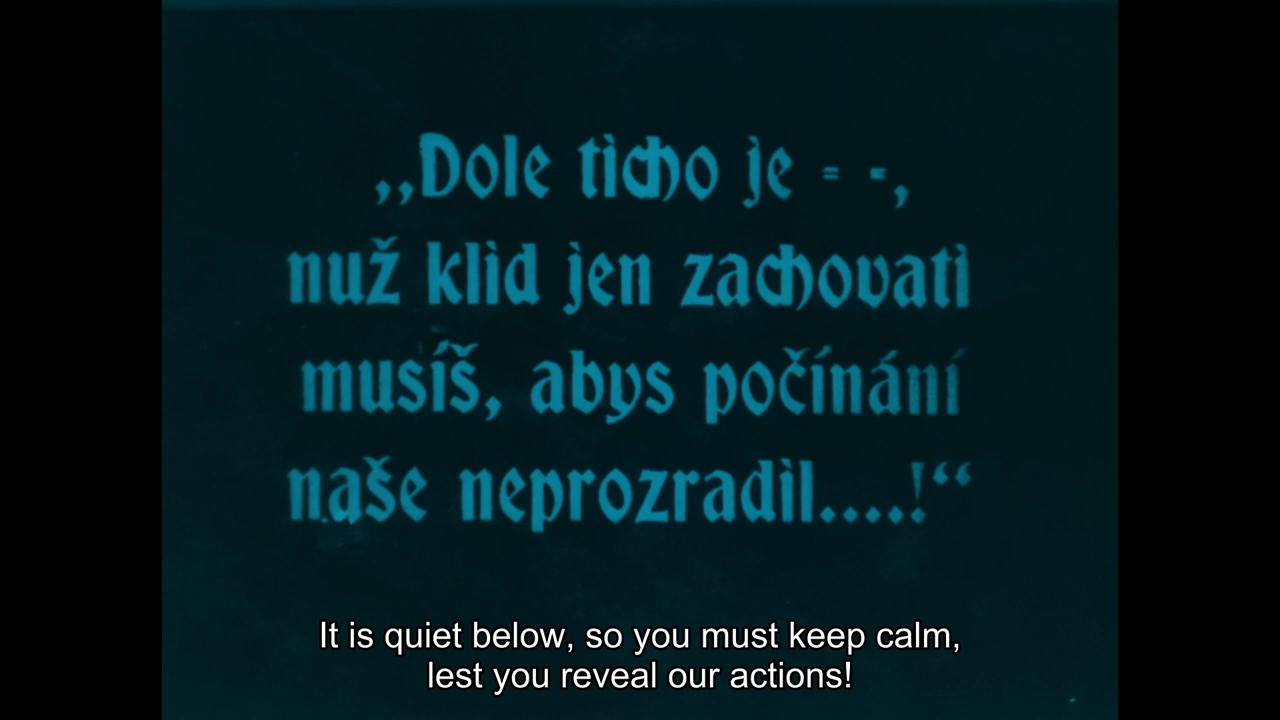 ,,Dole ticho je = -,
nuž klid jen zachovati
musíš, abys počínání
naše neprozradil....!“
It is quiet below, so you must keep calm,
lest you reveal our actions!